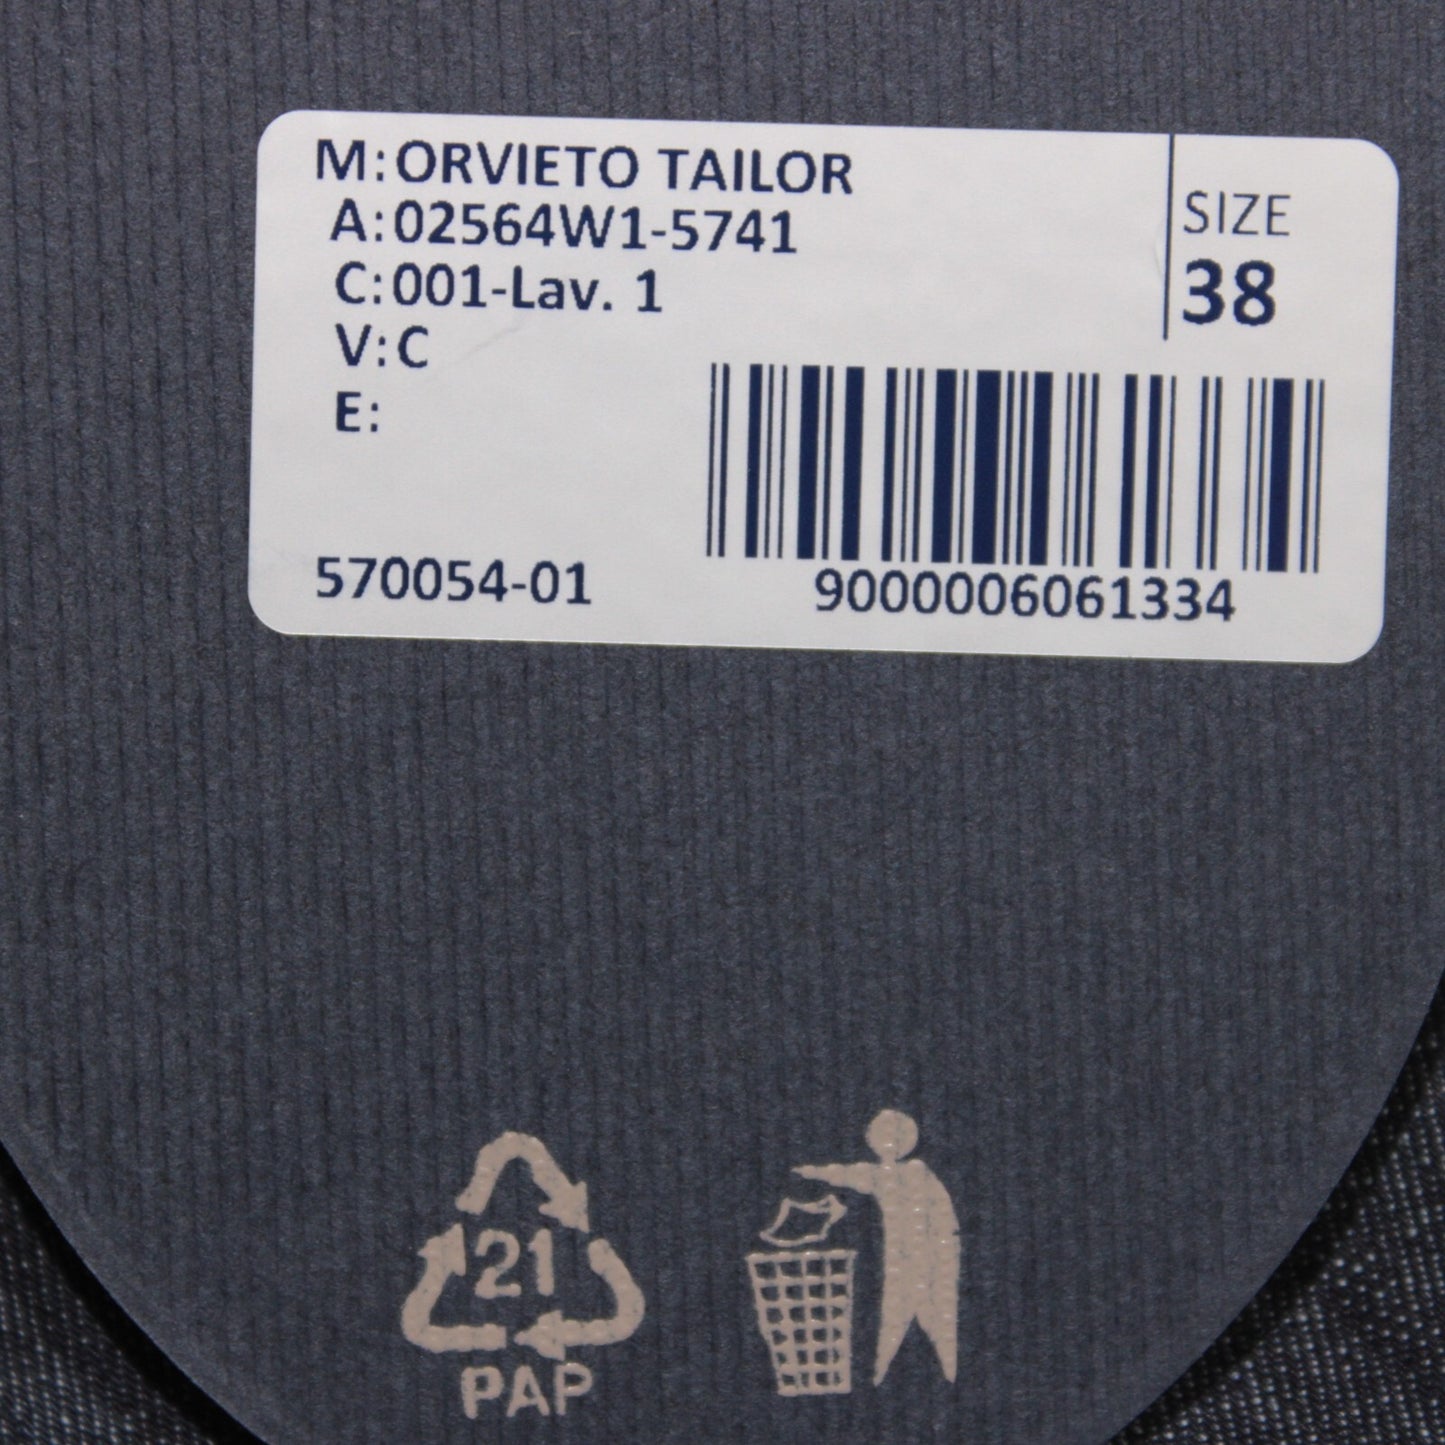 M:ORVIETO TAILOR
A:02564W1-5741
C:001-Lav. 1
V:C
E:
SIZE
38
570054-01
9000006061334
21
PAP